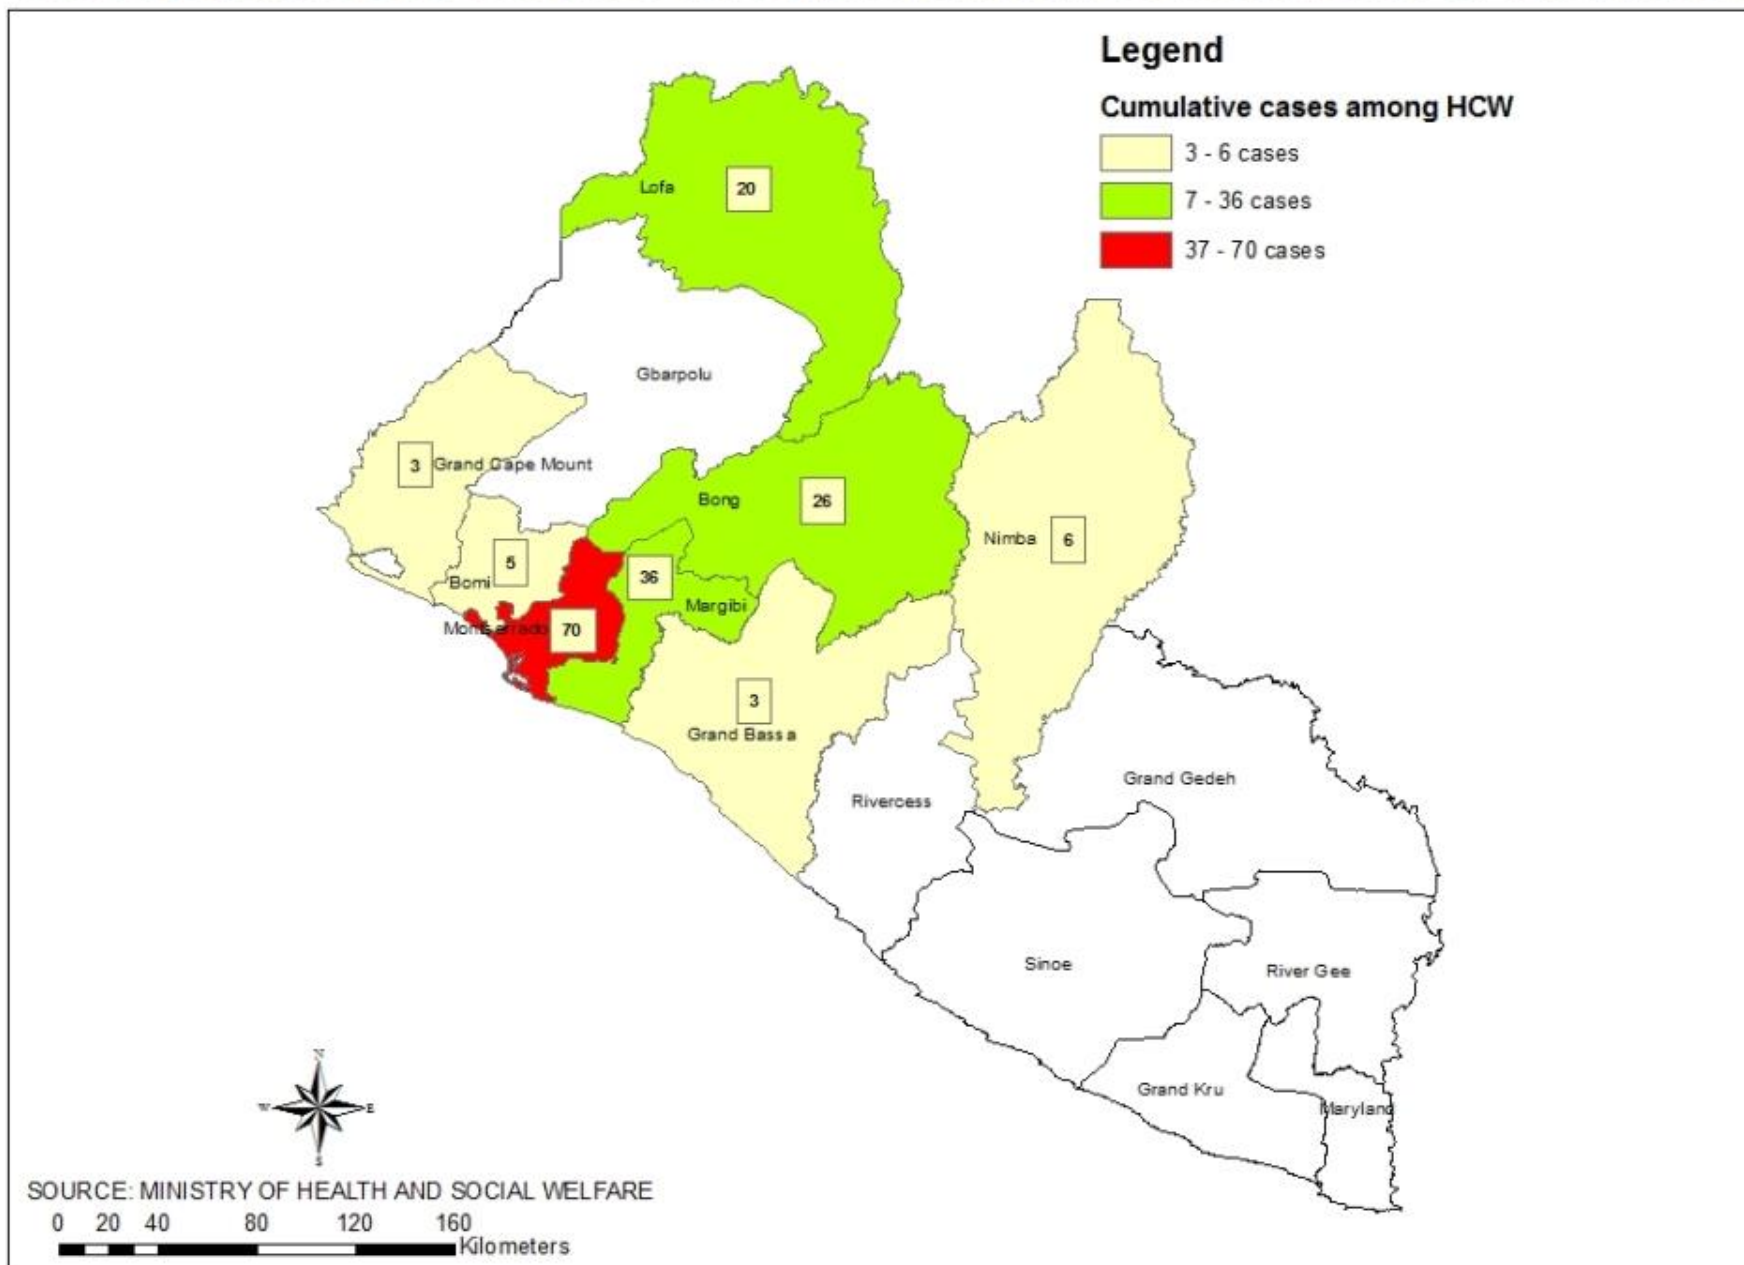 Legend
Cumulative cases among HCW
3 - 6 cases
7 - 36 cases
37 - 70 cases
Lofa 20
Gbarpolu
3 Grand Cape Mount
Bong 26
Nimba 6
Bomi 5
36
Margibi
Montserrado 70
3
Grand Bassa
Rivercess
Grand Gedeh
Sinoe
River Gee
Grand Kru
Maryland
N
W E
S
SOURCE: MINISTRY OF HEALTH AND SOCIAL WELFARE
0 20 40 80 120 160
Kilometers